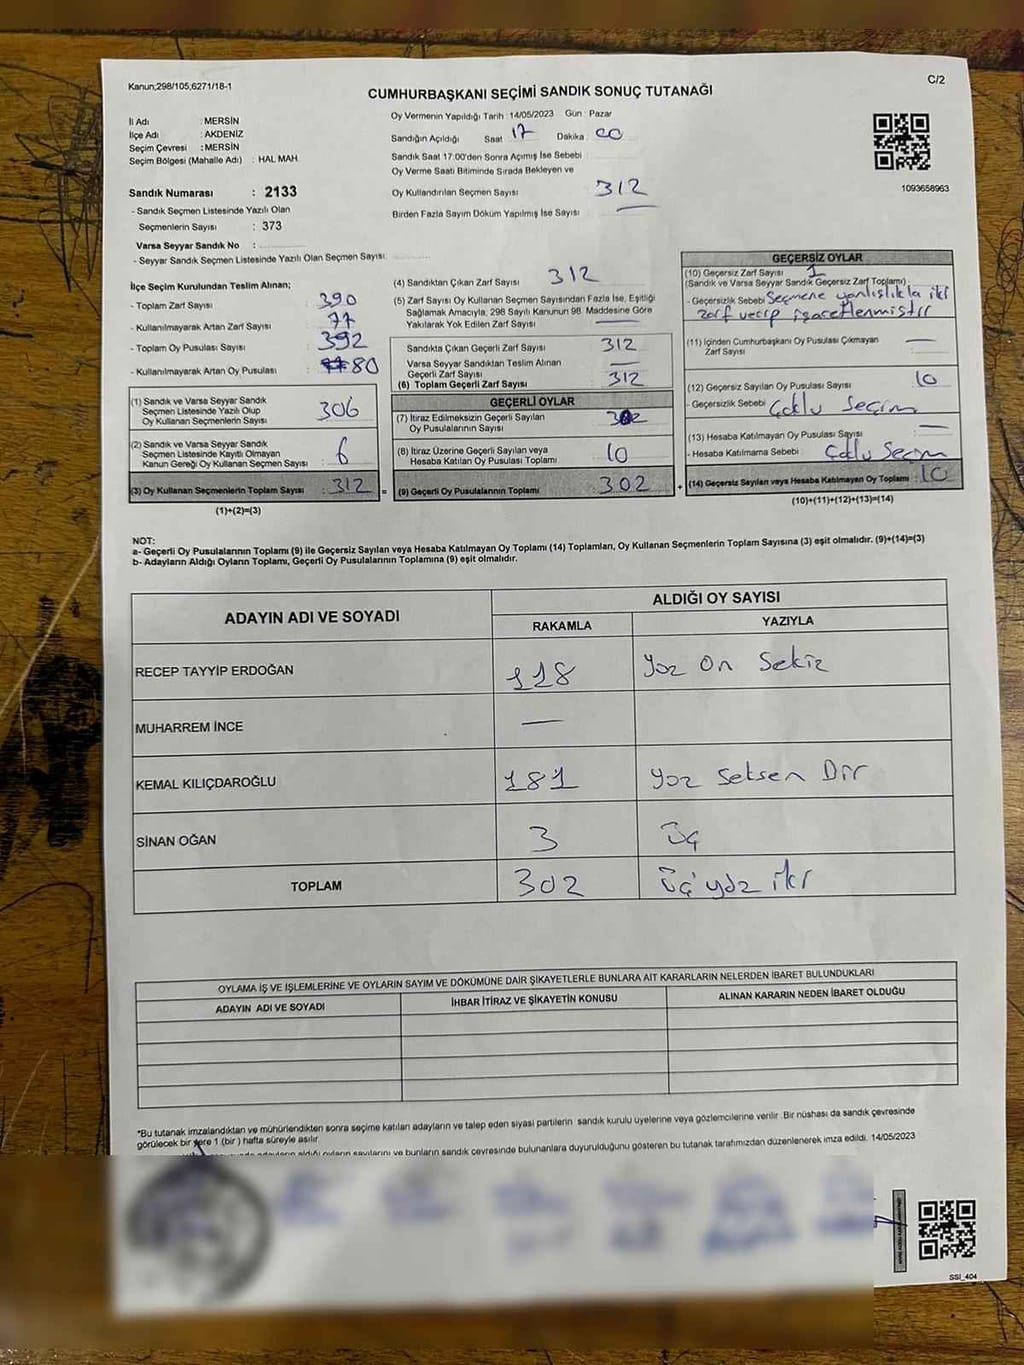 Kanun;298/105,6271/18-1
C/2
CUMHURBAŞKANI SEÇİMİ SANDIK SONUÇ TUTANAĞI
İl Adı : MERSİN
İlçe Adı : AKDENİZ
Seçim Çevresi : MERSİN
Seçim Bölgesi (Mahalle Adı) : HAL MAH.
Sandık Numarası : 2133
- Sandık Seçmen Listesinde Yazılı Olan
Seçmenlerin Sayısı : 373
Varsa Seyyar Sandık No :
- Seyyar Sandık Seçmen Listesinde Yazılı Olan Seçmen Sayısı:
Oy Vermenin Yapıldığı Tarih 14/05/2023 Gün : Pazar
Sandığın Açıldığı Saat 17 Dakika 00
Sandık Saat 17:00'den Sonra Açımış İse Sebebi
Oy Verme Saati Bitiminde Sırada Bekleyen ve
Oy Kullandırılan Seçmen Sayısı 312
Birden Fazla Sayım Döküm Yapılmış İse Sayısı
1093658963
İlçe Seçim Kurulundan Teslim Alınan;
- Toplam Zarf Sayısı : 390
- Kullanılmayarak Artan Zarf Sayısı : 77
- Toplam Oy Pusulası Sayısı : 392
- Kullanılmayarak Artan Oy Pusulası : 80
(1) Sandık ve Varsa Seyyar Sandık
Seçmen Listesinde Yazılı Olup
Oy Kullanan Seçmenlerin Sayısı : 306
(2) Sandık ve Varsa Seyyar Sandık
Seçmen Listesinde Kayıtlı Olmayan
Kanun Gereği Oy Kullanan Seçmen Sayısı : 6
(3) Oy Kullanan Seçmenlerin Toplam Sayısı : 312
(1)+(2)=(3)
(4) Sandıktan Çıkan Zarf Sayısı : 312
(5) Zarf Sayısı Oy Kullanan Seçmen Sayısından Fazla İse, Eşitliği
Sağlamak Amacıyla, 298 Sayılı Kanunun 98. Maddesine Göre
Yakılarak Yok Edilen Zarf Sayısı : —
Sandıkta Çıkan Geçerli Zarf Sayısı : 312
Varsa Seyyar Sandıktan Teslim Alınan
Geçerli Zarf Sayısı : —
(6) Toplam Geçerli Zarf Sayısı : 312
GEÇERLİ OYLAR
(7) İtiraz Edilmeksizin Geçerli Sayılan
Oy Pusulalarının Sayısı : 302
(8) İtiraz Üzerine Geçerli Sayılan veya
Hesaba Katılan Oy Pusulası Toplamı : 10
= (9) Geçerli Oy Pusulalarının Toplamı : 302
GEÇERSİZ OYLAR
(10) Geçersiz Zarf Sayısı : 1
(Sandık ve Varsa Seyyar Sandık Geçersiz Zarf Toplamı)
- Geçersizlik Sebebi Seçmene yanlışlıkla iki
zarf verip işaretlenmiştir
(11) İçinden Cumhurbaşkanı Oy Pusulası Çıkmayan
Zarf Sayısı : —
(12) Geçersiz Sayılan Oy Pusulası Sayısı : 10
- Geçersizlik Sebebi : Çoklu Seçim
(13) Hesaba Katılmayan Oy Pusulası Sayısı : —
- Hesaba Katılmama Sebebi : Çoklu Seçim
+ (14) Geçersiz Sayılan veya Hesaba Katılmayan Oy Toplamı : 10
(10)+(11)+(12)+(13)=(14)
NOT:
a- Geçerli Oy Pusulalarının Toplamı (9) ile Geçersiz Sayılan veya Hesaba Katılmayan Oy Toplamı (14) Toplamları, Oy Kullanan Seçmenlerin Toplam Sayısına (3) eşit olmalıdır. (9)+(14)=(3)
b- Adayların Aldığı Oyların Toplamı, Geçerli Oy Pusulalarının Toplamına (9) eşit olmalıdır.
ADAYIN ADI VE SOYADI
ALDIĞI OY SAYISI
RAKAMLA YAZIYLA
RECEP TAYYİP ERDOĞAN 118 Yüz On Sekiz
MUHARREM İNCE —
KEMAL KILIÇDAROĞLU 181 Yüz Seksen Bir
SİNAN OĞAN 3 Üç
TOPLAM 302 Üç yüz iki
OYLAMA İŞ VE İŞLEMLERİNE VE OYLARIN SAYIM VE DÖKÜMÜNE DAİR ŞİKAYETLERLE BUNLARA AİT KARARLARIN NELERDEN İBARET BULUNDUKLARI
ADAYIN ADI VE SOYADI İHBAR İTİRAZ VE ŞİKAYETİN KONUSU ALINAN KARARIN NEDEN İBARET OLDUĞU
*Bu tutanak imzalandıktan ve mühürlendikten sonra seçime katılan adayların ve talep eden siyasi partilerin sandık kurulu üyelerine veya gözlemcilerine verilir. Bir nüshası da sandık çevresinde
görülecek bir yere 1 (bir) hafta süreyle asılır.
adayların aldığı oyların sayılarını ve bunların sandık çevresinde bulunanlara duyurulduğunu gösteren bu tutanak tarafımızdan düzenlenerek imza edildi. 14/05/2023
SSİ_404